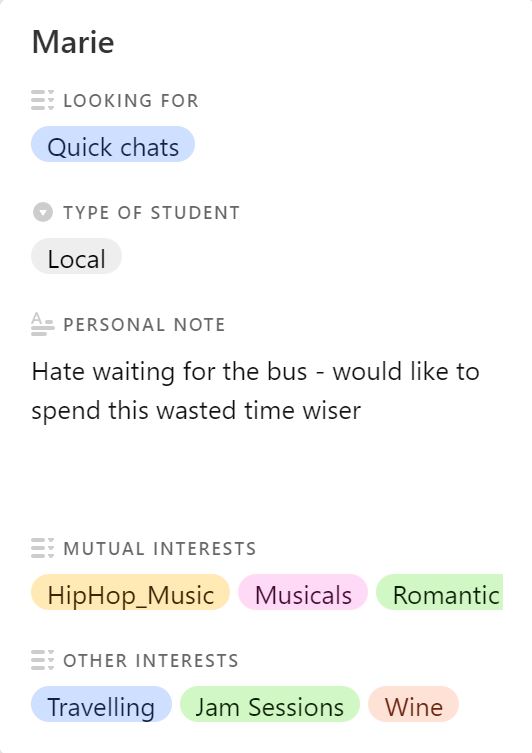 Marie
LOOKING FOR
Quick chats
TYPE OF STUDENT
Local
PERSONAL NOTE
Hate waiting for the bus - would like to
spend this wasted time wiser
MUTUAL INTERESTS
HipHop_Music Musicals Romantic
OTHER INTERESTS
Travelling Jam Sessions Wine